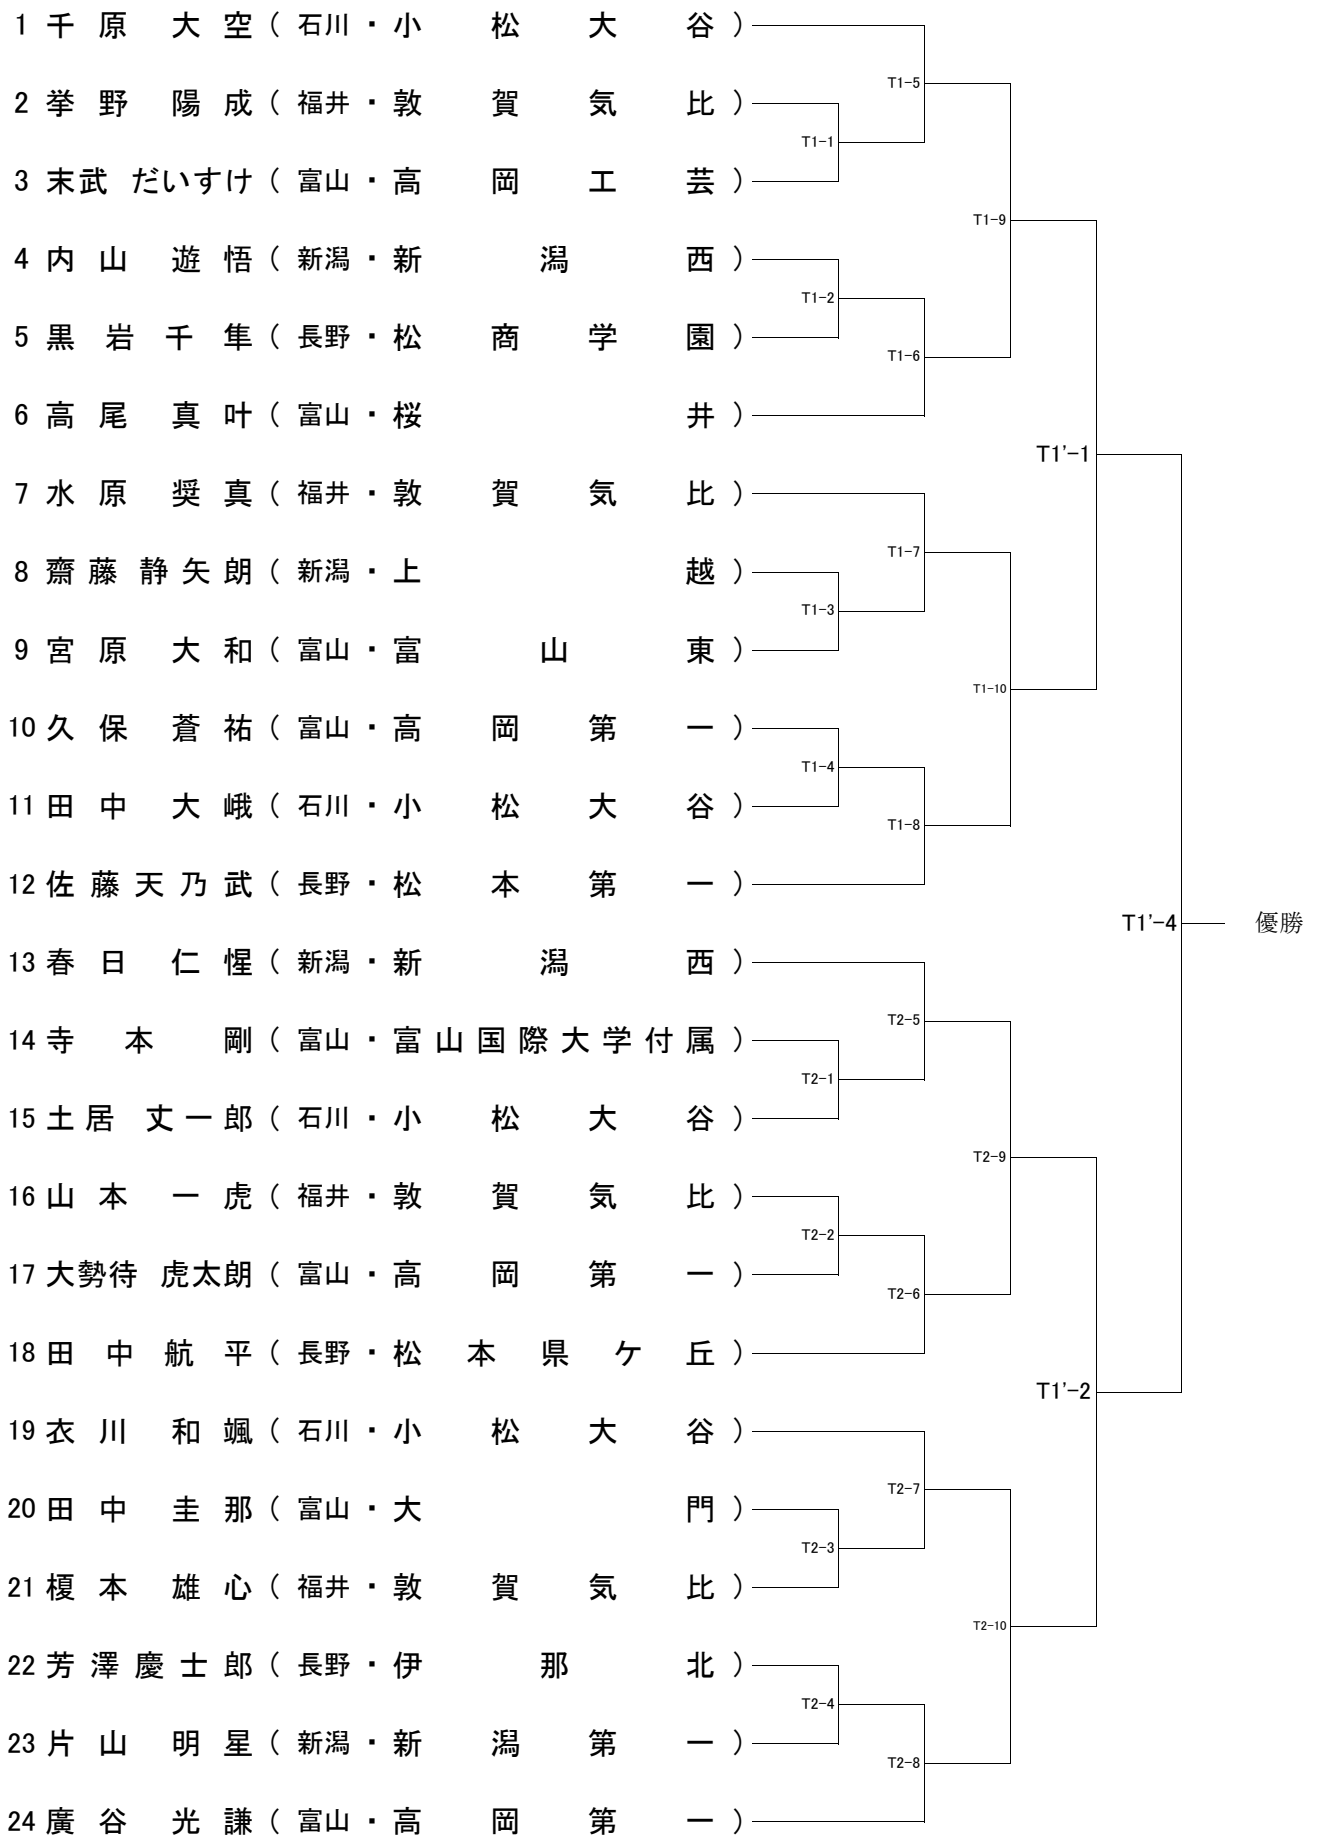 1 千原 大空（ 石川 ・ 小松大谷 ）
T1-5
2 挙野 陽成（ 福井 ・ 敦賀気比 ）
T1-1
3 末武 だいすけ（ 富山 ・ 高岡工芸 ）
T1-9
4 内山 遊悟（ 新潟 ・ 新潟西 ）
T1-2
5 黒岩千隼（ 長野 ・ 松商学園 ）
T1-6
6 高尾 真叶（ 富山 ・ 桜井 ）
T1'-1
7 水原 奨真（ 福井 ・ 敦賀気比 ）
T1-7
8 齋藤 静矢朗（ 新潟 ・ 上越 ）
T1-3
9 宮原 大和（ 富山 ・ 富山東 ）
T1-10
10 久保 蒼祐（ 富山 ・ 高岡第一 ）
T1-4
11 田中 大峨（ 石川 ・ 小松大谷 ）
T1-8
12 佐藤天乃武（ 長野 ・ 松本第一 ）
T1'-4 優勝
13 春日 仁惺（ 新潟 ・ 新潟西 ）
T2-5
14 寺本 剛（ 富山 ・ 富山国際大学付属 ）
T2-1
15 土居 丈一郎（ 石川 ・ 小松大谷 ）
T2-9
16 山本 一虎（ 福井 ・ 敦賀気比 ）
T2-2
17 大勢待 虎太朗（ 富山 ・ 高岡第一 ）
T2-6
18 田中航平（ 長野 ・ 松本県ケ丘 ）
T1'-2
19 衣川 和颯（ 石川 ・ 小松大谷 ）
T2-7
20 田中 圭那（ 富山 ・ 大門 ）
T2-3
21 榎本 雄心（ 福井 ・ 敦賀気比 ）
T2-10
22 芳澤慶士郎（ 長野 ・ 伊那北 ）
T2-4
23 片山 明星（ 新潟 ・ 新潟第一 ）
T2-8
24 廣谷 光謙（ 富山 ・ 高岡第一 ）